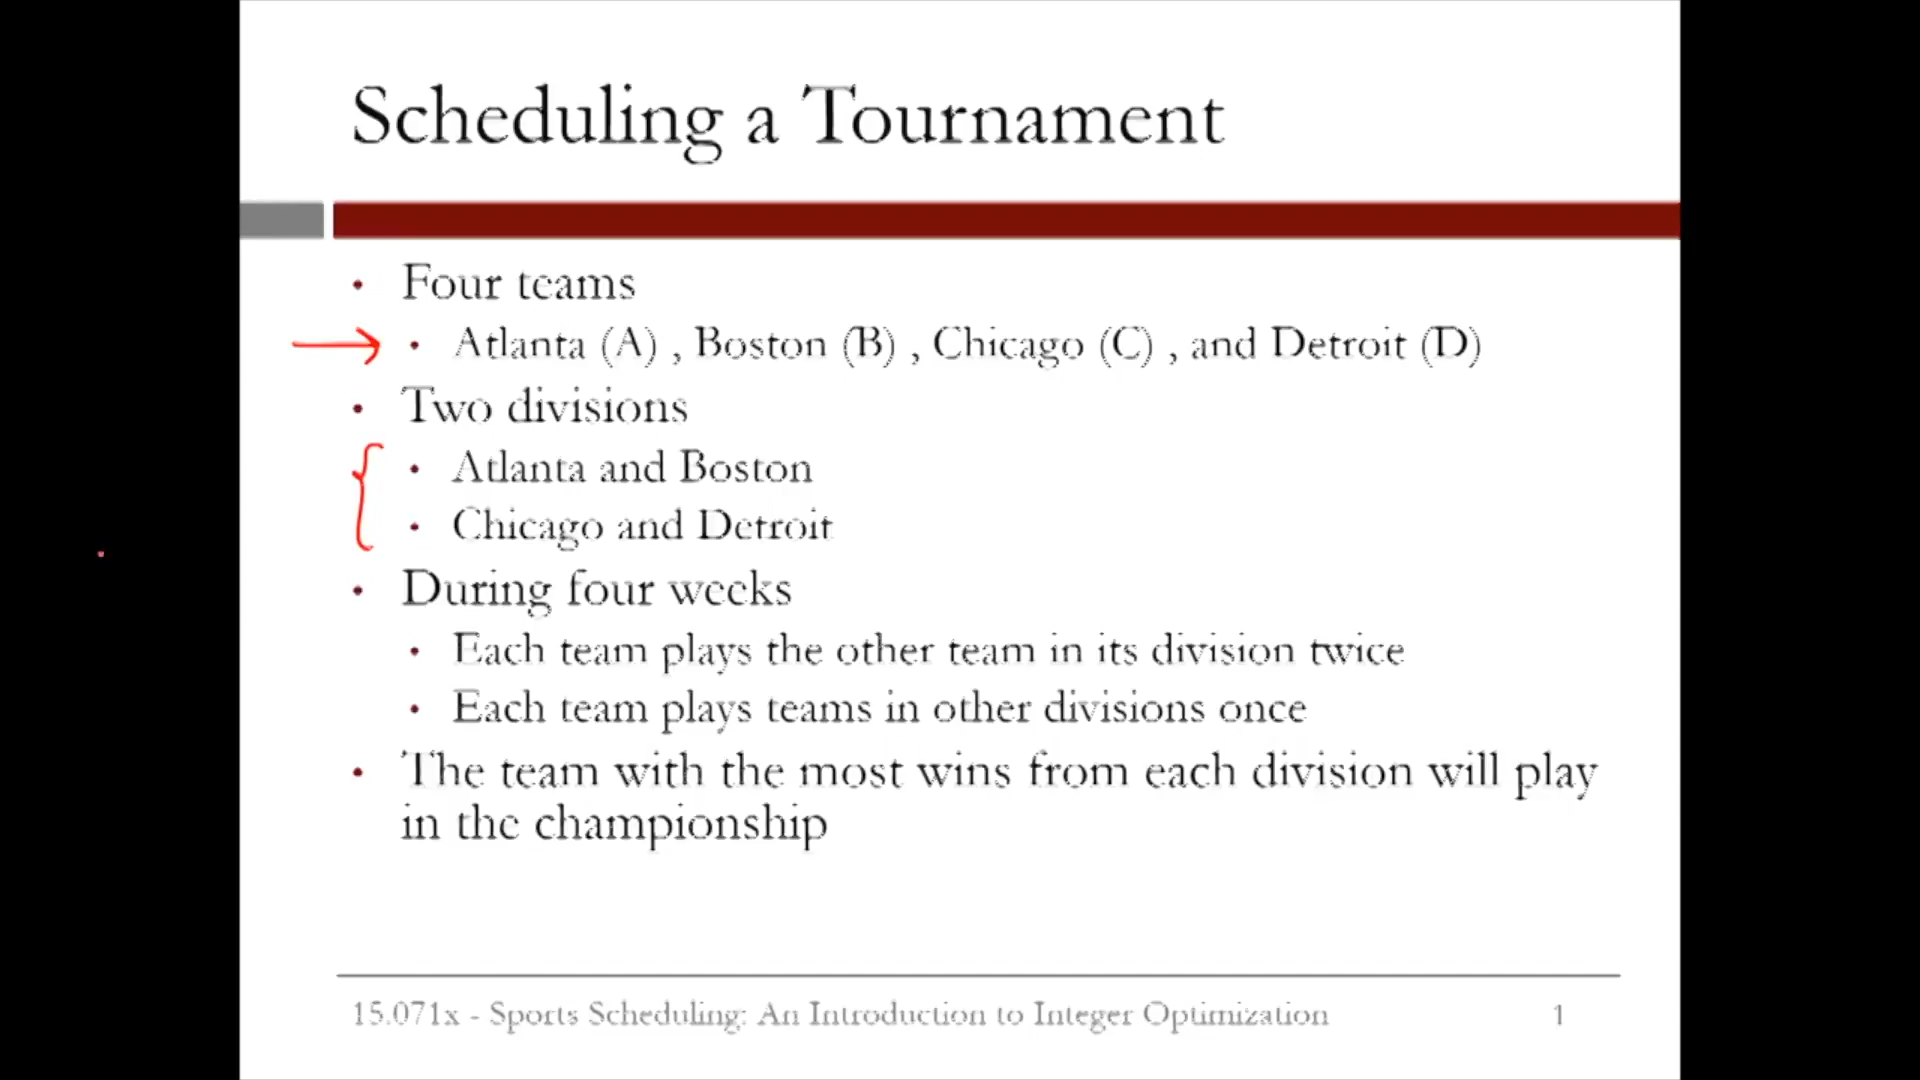 Scheduling a Tournament
• Four teams
• Atlanta (A) , Boston (B) , Chicago (C) , and Detroit (D)
• Two divisions
• Atlanta and Boston
• Chicago and Detroit
• During four weeks
• Each team plays the other team in its division twice
• Each team plays teams in other divisions once
• The team with the most wins from each division will play
in the championship
15.071x - Sports Scheduling: An Introduction to Integer Optimization 1